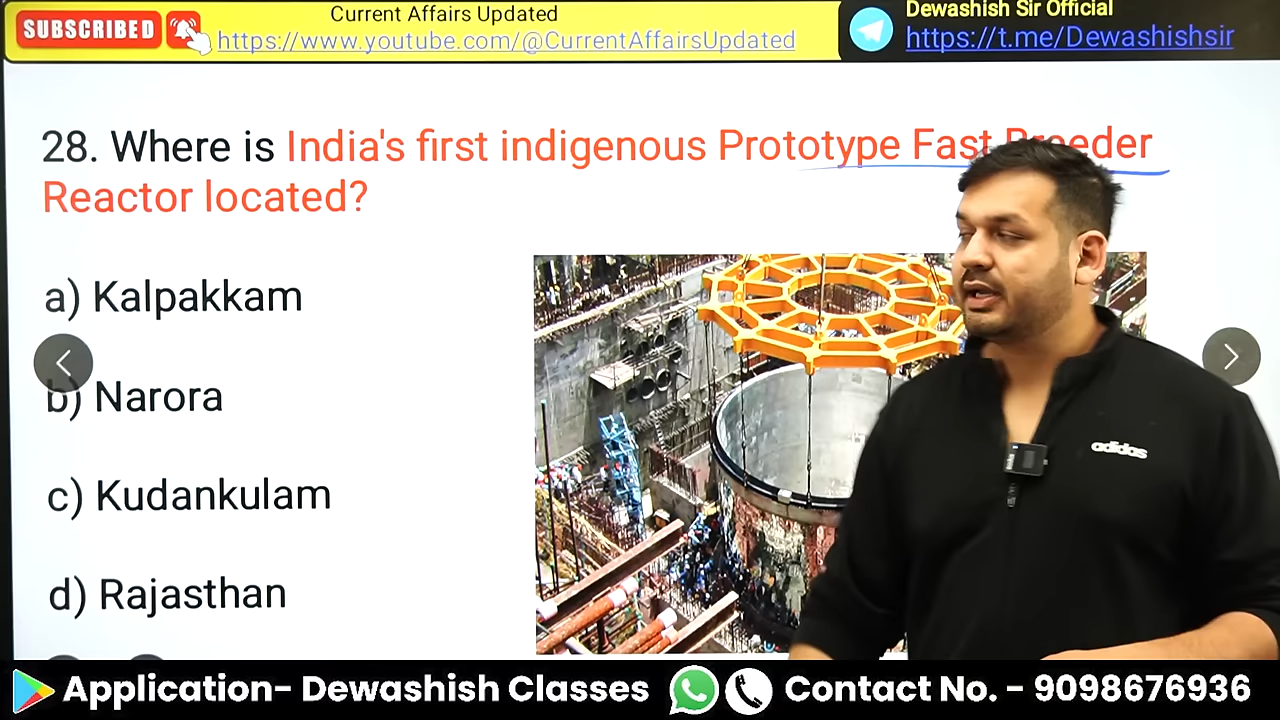 SUBSCRIBED
Current Affairs Updated
https://www.youtube.com/@CurrentAffairsUpdated
Dewashish Sir Official
https://t.me/Dewashishsir
28. Where is India's first indigenous Prototype Fast Breeder
Reactor located?
a) Kalpakkam
b) Narora
c) Kudankulam
d) Rajasthan
adidas
Application- Dewashish Classes
Contact No. - 9098676936